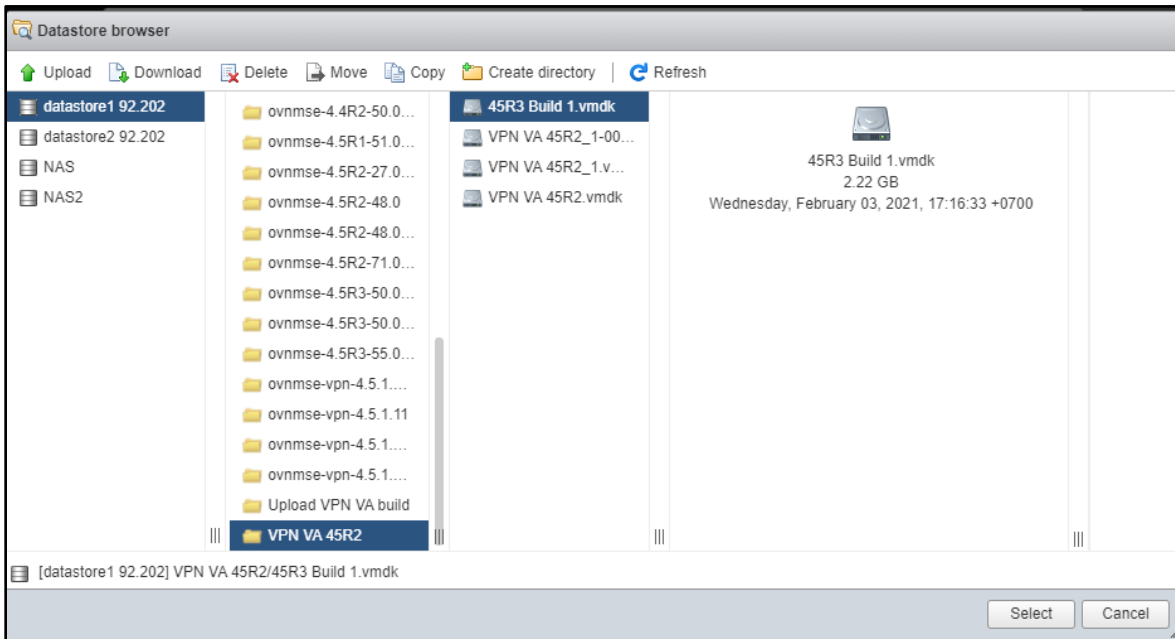 Datastore browser
Upload Download Delete Move Copy Create directory Refresh
datastore1 92.202
datastore2 92.202
NAS
NAS2
ovnmse-4.4R2-50.0...
ovnmse-4.5R1-51.0...
ovnmse-4.5R2-27.0...
ovnmse-4.5R2-48.0
ovnmse-4.5R2-48.0...
ovnmse-4.5R2-71.0...
ovnmse-4.5R3-50.0...
ovnmse-4.5R3-50.0...
ovnmse-4.5R3-55.0...
ovnmse-vpn-4.5.1....
ovnmse-vpn-4.5.1.11
ovnmse-vpn-4.5.1....
ovnmse-vpn-4.5.1....
Upload VPN VA build
VPN VA 45R2
45R3 Build 1.vmdk
VPN VA 45R2_1-00...
VPN VA 45R2_1.v...
VPN VA 45R2.vmdk
45R3 Build 1.vmdk
2.22 GB
Wednesday, February 03, 2021, 17:16:33 +0700
[datastore1 92.202] VPN VA 45R2/45R3 Build 1.vmdk
Select Cancel